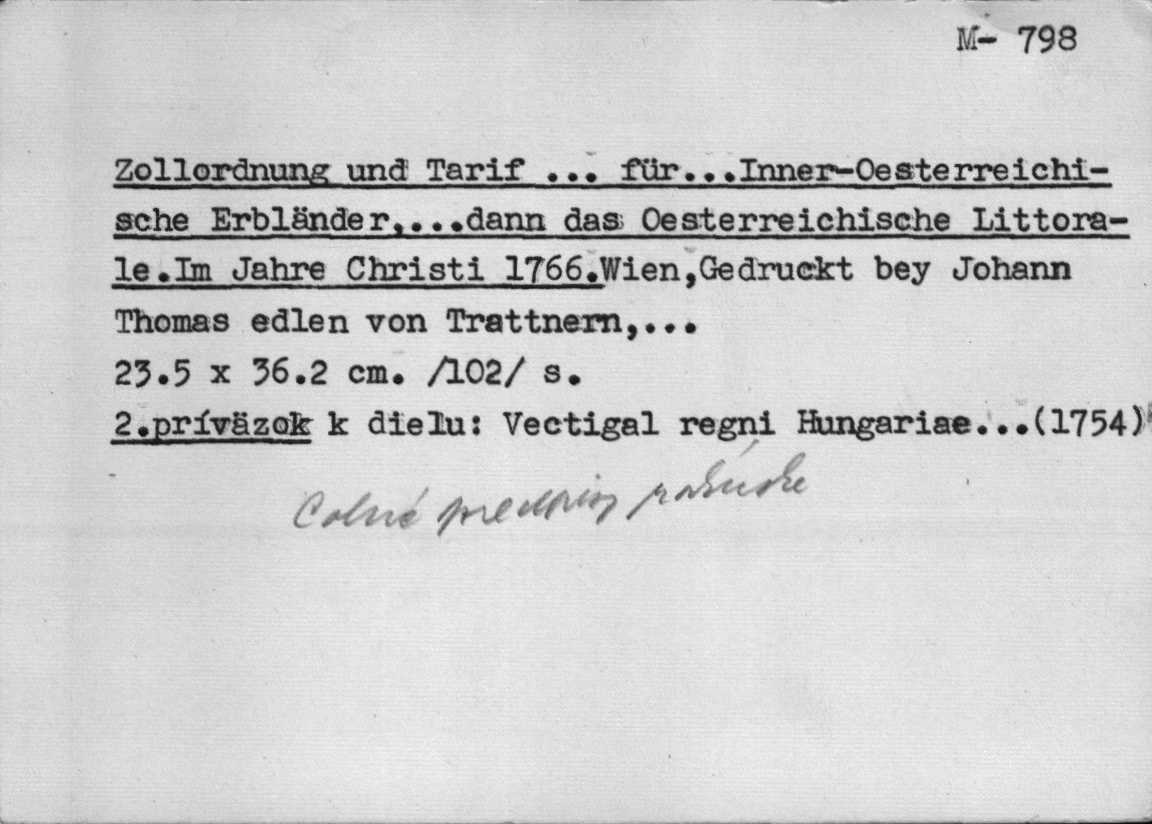 M- 798
Zollordnung und Tarif ... für...Inner-Oesterreichi-
sche Erbländer,...dann das Oesterreichische Littora-
le.Im Jahre Christi 1766.Wien,Gedruckt bey Johann
Thomas edlen von Trattnern,...
23.5 x 36.2 cm. /102/ s.
2.príväzok k dielu: Vectigal regni Hungariae...(1754)
Colné predpisy rakúske